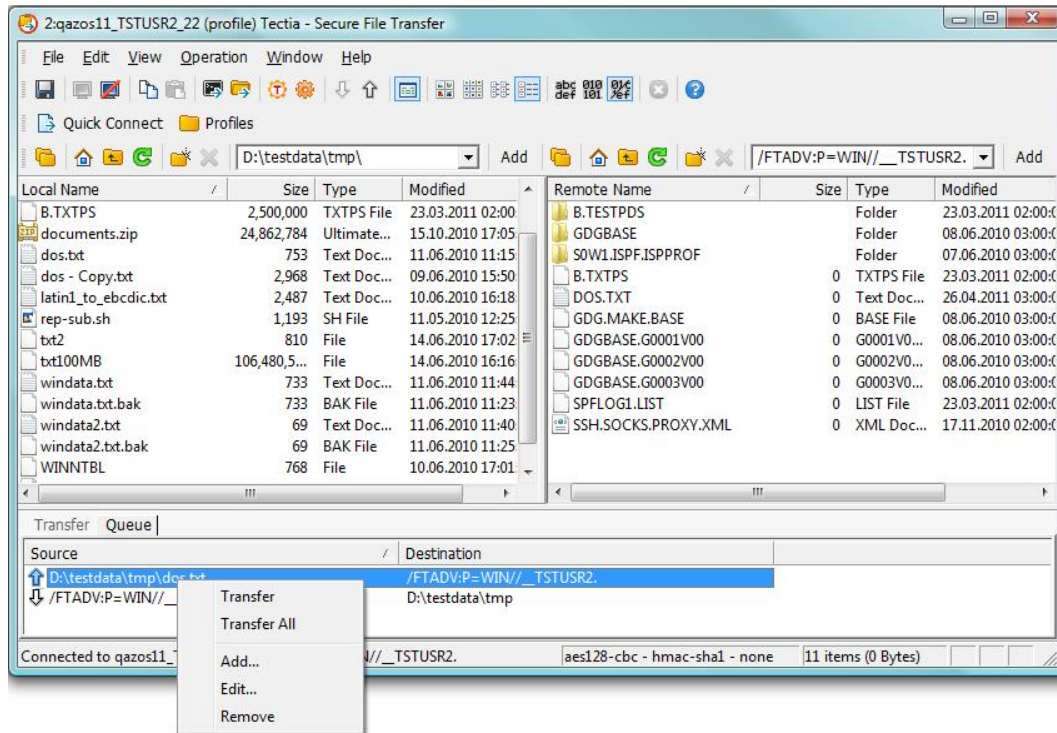 2:qazos11_TSTUSR2_22 (profile) Tectia - Secure File Transfer
File Edit View Operation Window Help
abc def 010 101
Quick Connect Profiles
D:\testdata\tmp\ Add /FTADV:P=WIN//__TSTUSR2. Add
Local Name / Size Type Modified Remote Name / Size Type Modified
B.TXTPS 2,500,000 TXTPS File 23.03.2011 02:00 B.TESTPDS Folder 23.03.2011 02:00:0
documents.zip 24,862,784 Ultimate... 15.10.2010 17:05 GDGBASE Folder 08.06.2010 03:00:0
dos.txt 753 Text Doc... 11.06.2010 11:15 S0W1.ISPF.ISPPROF Folder 07.06.2010 03:00:0
dos - Copy.txt 2,968 Text Doc... 09.06.2010 15:50 B.TXTPS 0 TXTPS File 23.03.2011 02:00:0
latin1_to_ebcdic.txt 2,487 Text Doc... 10.06.2010 16:18 DOS.TXT 0 Text Doc... 26.04.2011 03:00:0
rep-sub.sh 1,193 SH File 11.05.2010 12:25 GDG.MAKE.BASE 0 BASE File 08.06.2010 03:00:0
txt2 810 File 14.06.2010 17:02 GDGBASE.G0001V00 0 G0001V0... 08.06.2010 03:00:0
txt100MB 106,480,5... File 14.06.2010 16:16 GDGBASE.G0002V00 0 G0002V0... 08.06.2010 03:00:0
windata.txt 733 Text Doc... 11.06.2010 11:44 GDGBASE.G0003V00 0 G0003V0... 08.06.2010 03:00:0
windata.txt.bak 733 BAK File 11.06.2010 11:23 SPFLOG1.LIST 0 LIST File 23.03.2011 02:00:0
windata2.txt 69 Text Doc... 11.06.2010 11:40 SSH.SOCKS.PROXY.XML 0 XML Doc... 17.11.2010 02:00:0
windata2.txt.bak 69 BAK File 11.06.2010 11:25
WINNTBL 768 File 10.06.2010 17:01
Transfer Queue
Source / Destination
D:\testdata\tmp\dos.txt /FTADV:P=WIN//__TSTUSR2.
/FTADV:P=WIN//__ D:\testdata\tmp
Transfer
Transfer All
Connected to qazos11_T //__TSTUSR2. aes128-cbc - hmac-sha1 - none 11 items (0 Bytes)
Add...
Edit...
Remove